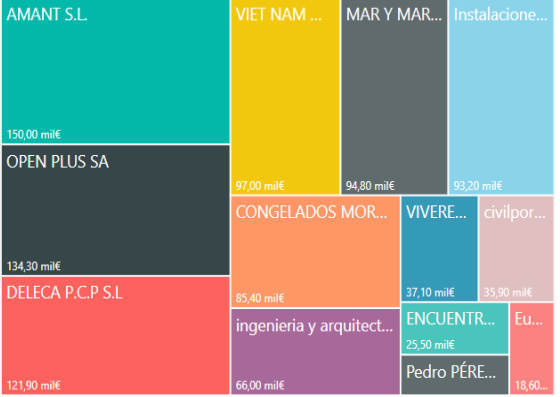 AMANT S.L.
150,00 mil€
OPEN PLUS SA
134,30 mil€
DELECA P.C.P S.L
121,90 mil€
VIET NAM ...
97,00 mil€
MAR Y MAR...
94,80 mil€
Instalacione...
93,20 mil€
CONGELADOS MOR...
85,40 mil€
ingenieria y arquitect...
66,00 mil€
VIVERE...
37,10 mil€
civilpor...
35,90 mil€
ENCUENTR...
25,50 mil€
Pedro PÉRE...
Eu...
18,60...